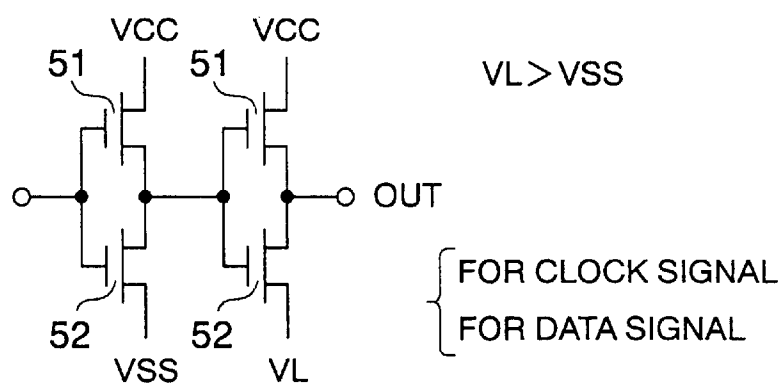 VCC VCC
51 51
VL > VSS
OUT
FOR CLOCK SIGNAL
FOR DATA SIGNAL
52 52
VSS VL